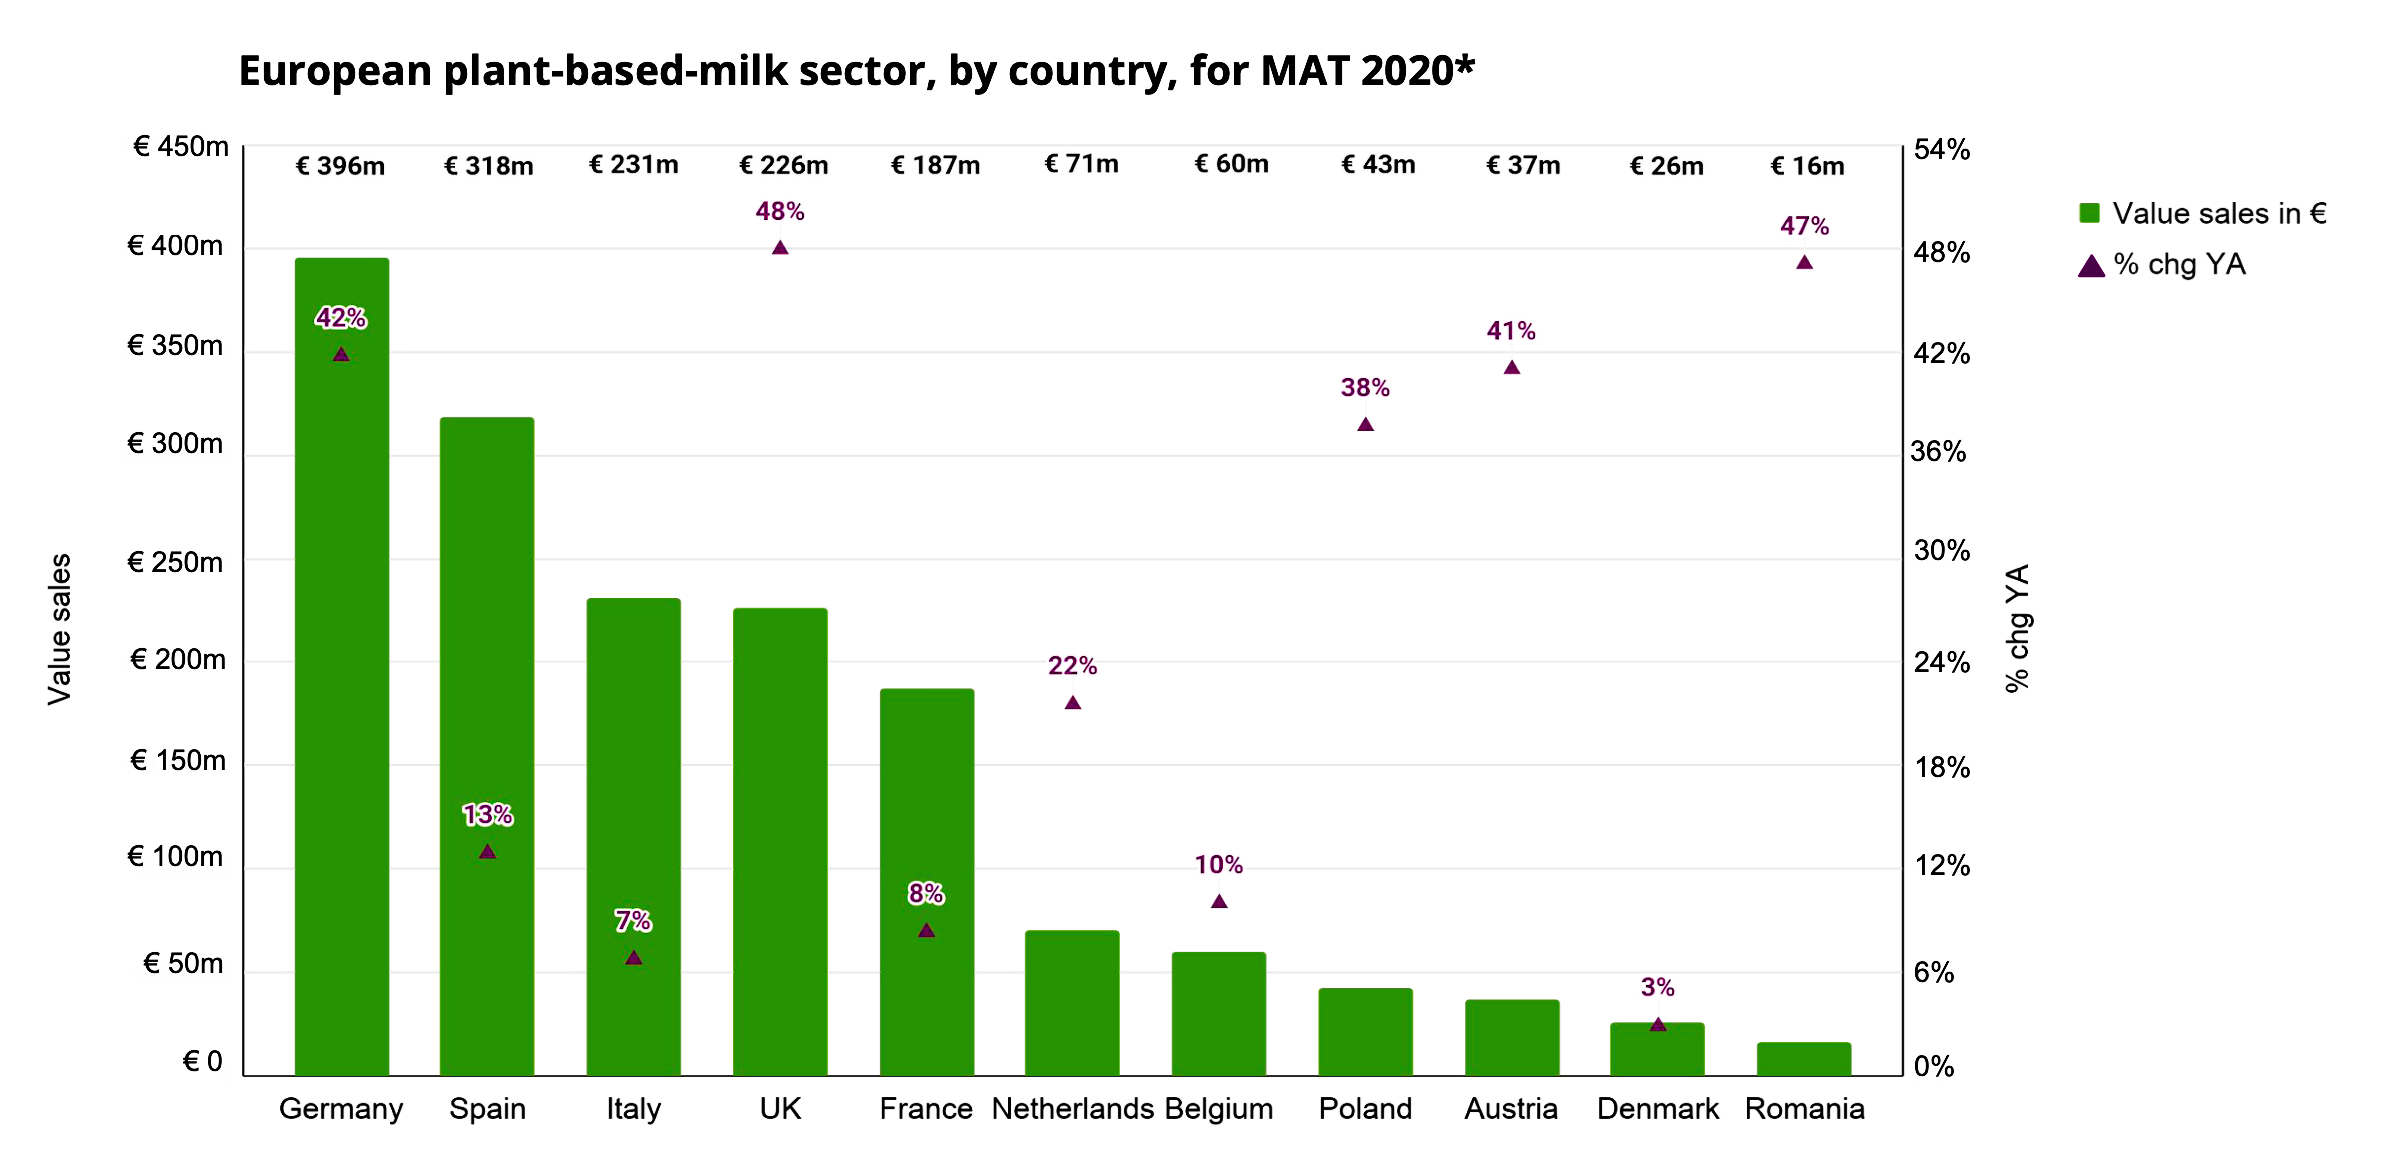 European plant-based-milk sector, by country, for MAT 2020*
€ 450m
€ 400m
€ 350m
€ 300m
€ 250m
€ 200m
€ 150m
€ 100m
€ 50m
€ 0
Value sales
€ 396m € 318m € 231m € 226m € 187m € 71m € 60m € 43m € 37m € 26m € 16m
42%
13%
7%
48%
8%
22%
10%
38%
41%
3%
47%
54%
48%
42%
36%
30%
24%
18%
12%
6%
0%
% chg YA
Value sales in €
% chg YA
Germany Spain Italy UK France Netherlands Belgium Poland Austria Denmark Romania